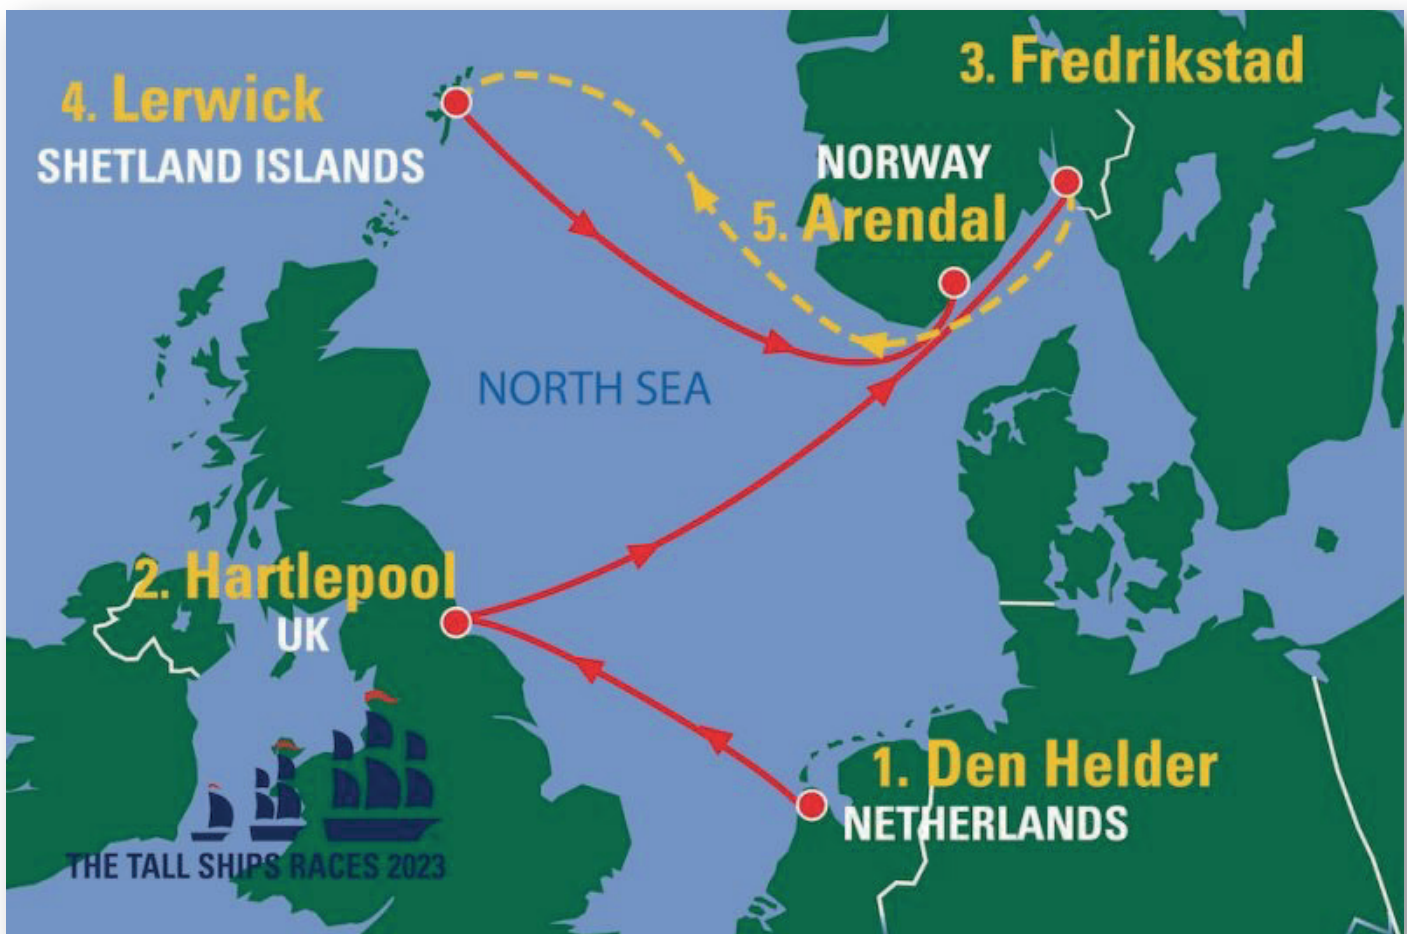 3. Fredrikstad
4. Lerwick
SHETLAND ISLANDS
NORWAY
5. Arendal
NORTH SEA
2. Hartlepool
UK
1. Den Helder
NETHERLANDS
THE TALL SHIPS RACES 2023